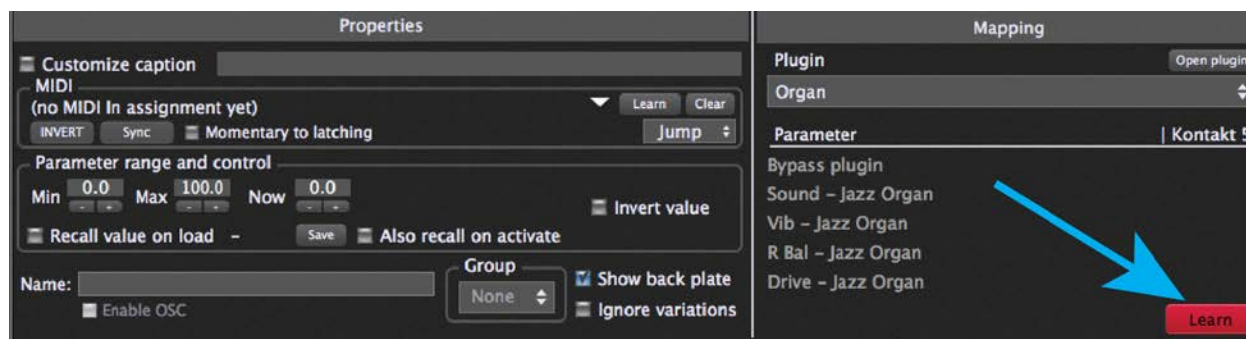 Properties
Customize caption
MIDI
(no MIDI In assignment yet)
Learn Clear
INVERT Sync Momentary to latching Jump
Parameter range and control
Min 0.0 Max 100.0 Now 0.0
- + - + - +
Invert value
Recall value on load – Save Also recall on activate
Name:
Enable OSC
Group
None
Show back plate
Ignore variations
Mapping
Plugin Open plugin
Organ
Parameter | Kontakt 5
Bypass plugin
Sound – Jazz Organ
Vib – Jazz Organ
R Bal – Jazz Organ
Drive – Jazz Organ
Learn